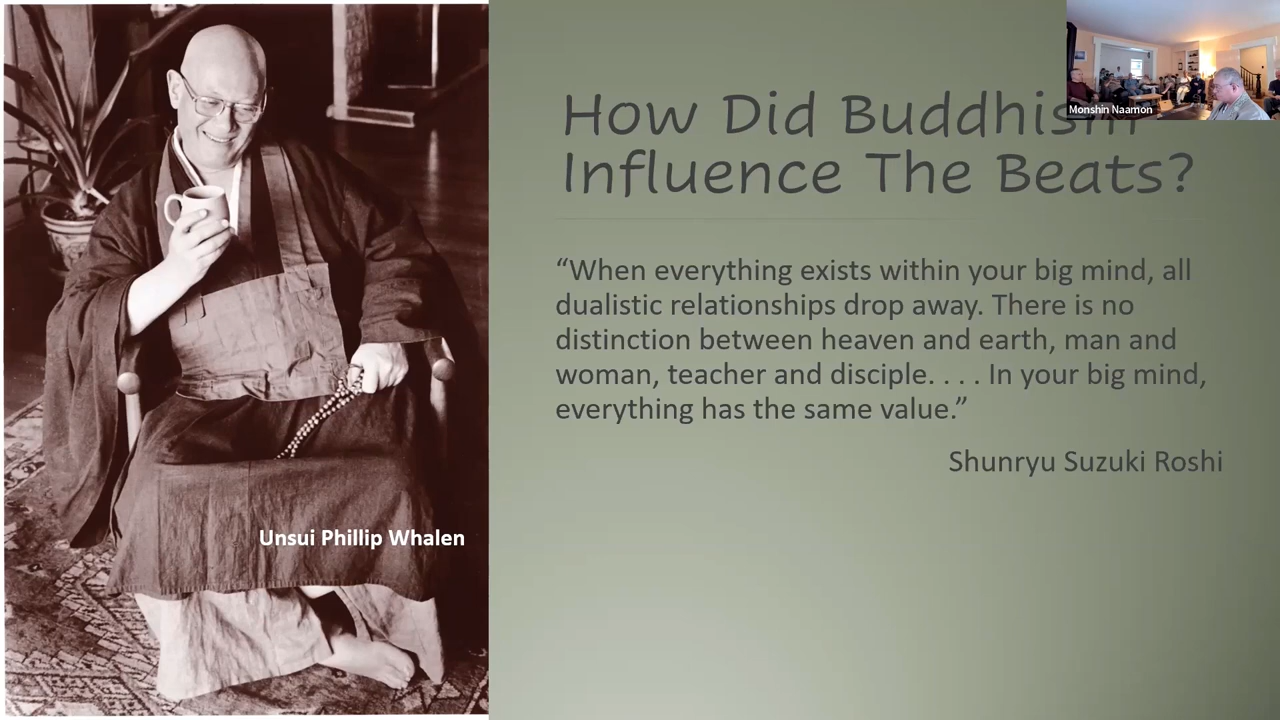 How Did Buddhism
Influence The Beats?
“When everything exists within your big mind, all
dualistic relationships drop away. There is no
distinction between heaven and earth, man and
woman, teacher and disciple. . . . In your big mind,
everything has the same value.”
Shunryu Suzuki Roshi
Unsui Phillip Whalen
Monshin Naamon